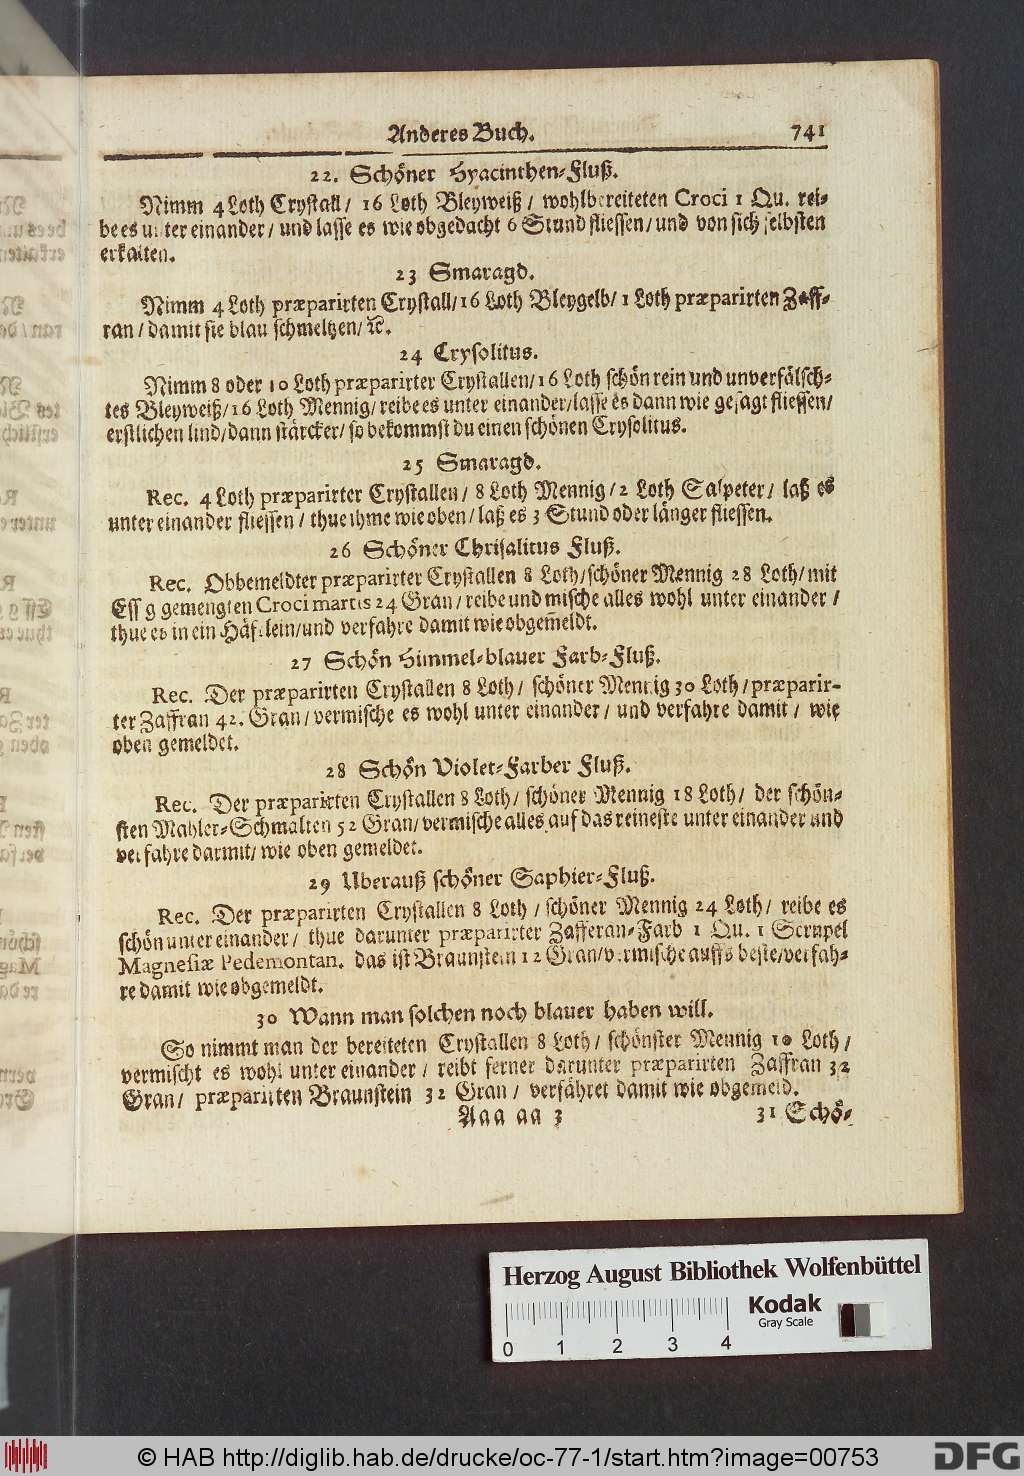 Anderes Buch. 741
22. Schöner Hyacinthen-Fluß.
Nimm 4 Loth Crystall/ 16 Loth Bleyweiß/ wohlbereiteten Croci 1 Qu. rei-
be es unter einander/ und lasse es wie obgedacht 6 Stund fliessen/ und von sich selbsten
erkalten.
23 Smaragd.
Nimm 4 Loth præparirten Crystall/ 16 Loth Bleygelb/ 1 Loth præparirten Zaff-
ran/ damit sie blau schmeltzen/ ꝛc.
24 Crysolitus.
Nimm 8 oder 10 Loth præparirter Crystallen/ 16 Loth schön rein und unverfälsch-
tes Bleyweiß/ 16 Loth Mennig/ reibe es unter einander/ lasse es dann wie gesagt fliessen/
erstlichen lind/ dann stärcker/ so bekommst du einen schönen Crysolitus.
25 Smaragd.
Rec. 4 Loth præparirter Crystallen/ 8 Loth Mennig/ 2 Loth Salpeter/ laß es
unter einander fliessen/ thue ihme wie oben/ laß es 3 Stund oder länger fliessen.
26 Schöner Chrisalitus Fluß.
Rec. Obbemeldter præparirter Crystallen 8 Loth/ schöner Mennig 28 Loth/ mit
Essig gemengten Croci martis 24 Gran/ reibe und mische alles wohl unter einander/
thue es in ein Häfelein/ und verfahre damit wie obgemeldt.
27 Schön Himmel-blauer Farb-Fluß.
Rec. Der præparirten Crystallen 8 Loth/ schöner Mennig 30 Loth/ præparir-
ter Zaffran 42. Gran/ vermische es wohl unter einander/ und verfahre damit/ wie
oben gemeldet.
28 Schön Violet-Farber Fluß.
Rec. Der præparirten Crystallen 8 Loth/ schöner Mennig 18 Loth/ der schön-
sten Mahler-Schmalten 52 Gran/ vermische alles auf das reineste unter einander und
verfahre darmit/ wie oben gemeldet.
29 Uberauß schöner Saphier-Fluß.
Rec. Der præparirten Crystallen 8 Loth/ schöner Mennig 24 Loth/ reibe es
schön unter einander/ thue darunter præparirter Zafferan-Farb 1 Qu. 1 Scrupel
Magnesiæ Pedemontan. das ist Braunstein 12 Gran/ vermische auffs beste/ verfah-
re damit wie obgemeldt.
30 Wann man solchen noch blauer haben will.
So nimmt man der bereiteten Crystallen 8 Loth/ schönster Mennig 10 Loth/
vermischt es wohl unter einander/ reibt ferner darunter præparirten Zaffran 32
Gran/ præparirten Braunstein 32 Gran/ verfähret damit wie obgemeld.
Aaa aa 3 31 Schö-
Herzog August Bibliothek Wolfenbüttel
Kodak
Gray Scale
0 1 2 3 4
© HAB http://diglib.hab.de/drucke/oc-77-1/start.htm?image=00753
DFG